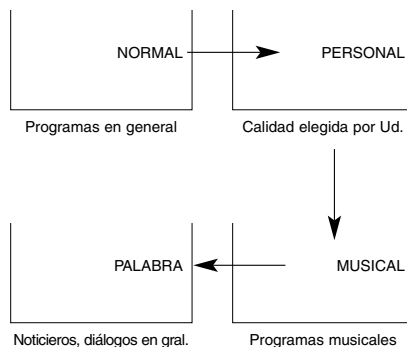 NORMAL
PERSONAL
Programas en general
Calidad elegida por Ud.
PALABRA
MUSICAL
Noticieros, diálogos en gral.
Programas musicales